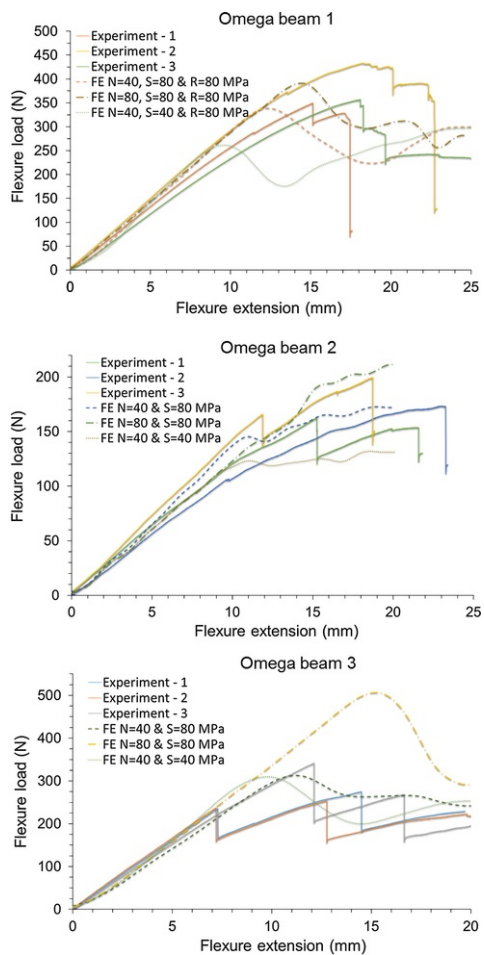 Omega beam 1
500
450
400
350
300
250
200
150
100
50
0
Flexure load (N)
Experiment - 1
Experiment - 2
Experiment - 3
FE N=40, S=80 & R=80 MPa
FE N=80, S=80 & R=80 MPa
FE N=40, S=40 & R=80 MPa
0 5 10 15 20 25
Flexure extension (mm)
Omega beam 2
200
150
100
50
0
Flexure load (N)
Experiment - 1
Experiment - 2
Experiment - 3
FE N=40 & S=80 MPa
FE N=80 & S=80 MPa
FE N=40 & S=40 MPa
0 5 10 15 20 25
Flexure extension (mm)
Omega beam 3
500
400
300
200
100
0
Flexure load (N)
Experiment - 1
Experiment - 2
Experiment - 3
FE N=40 & S=80 MPa
FE N=80 & S=80 MPa
FE N=40 & S=40 MPa
0 5 10 15 20
Flexure extension (mm)